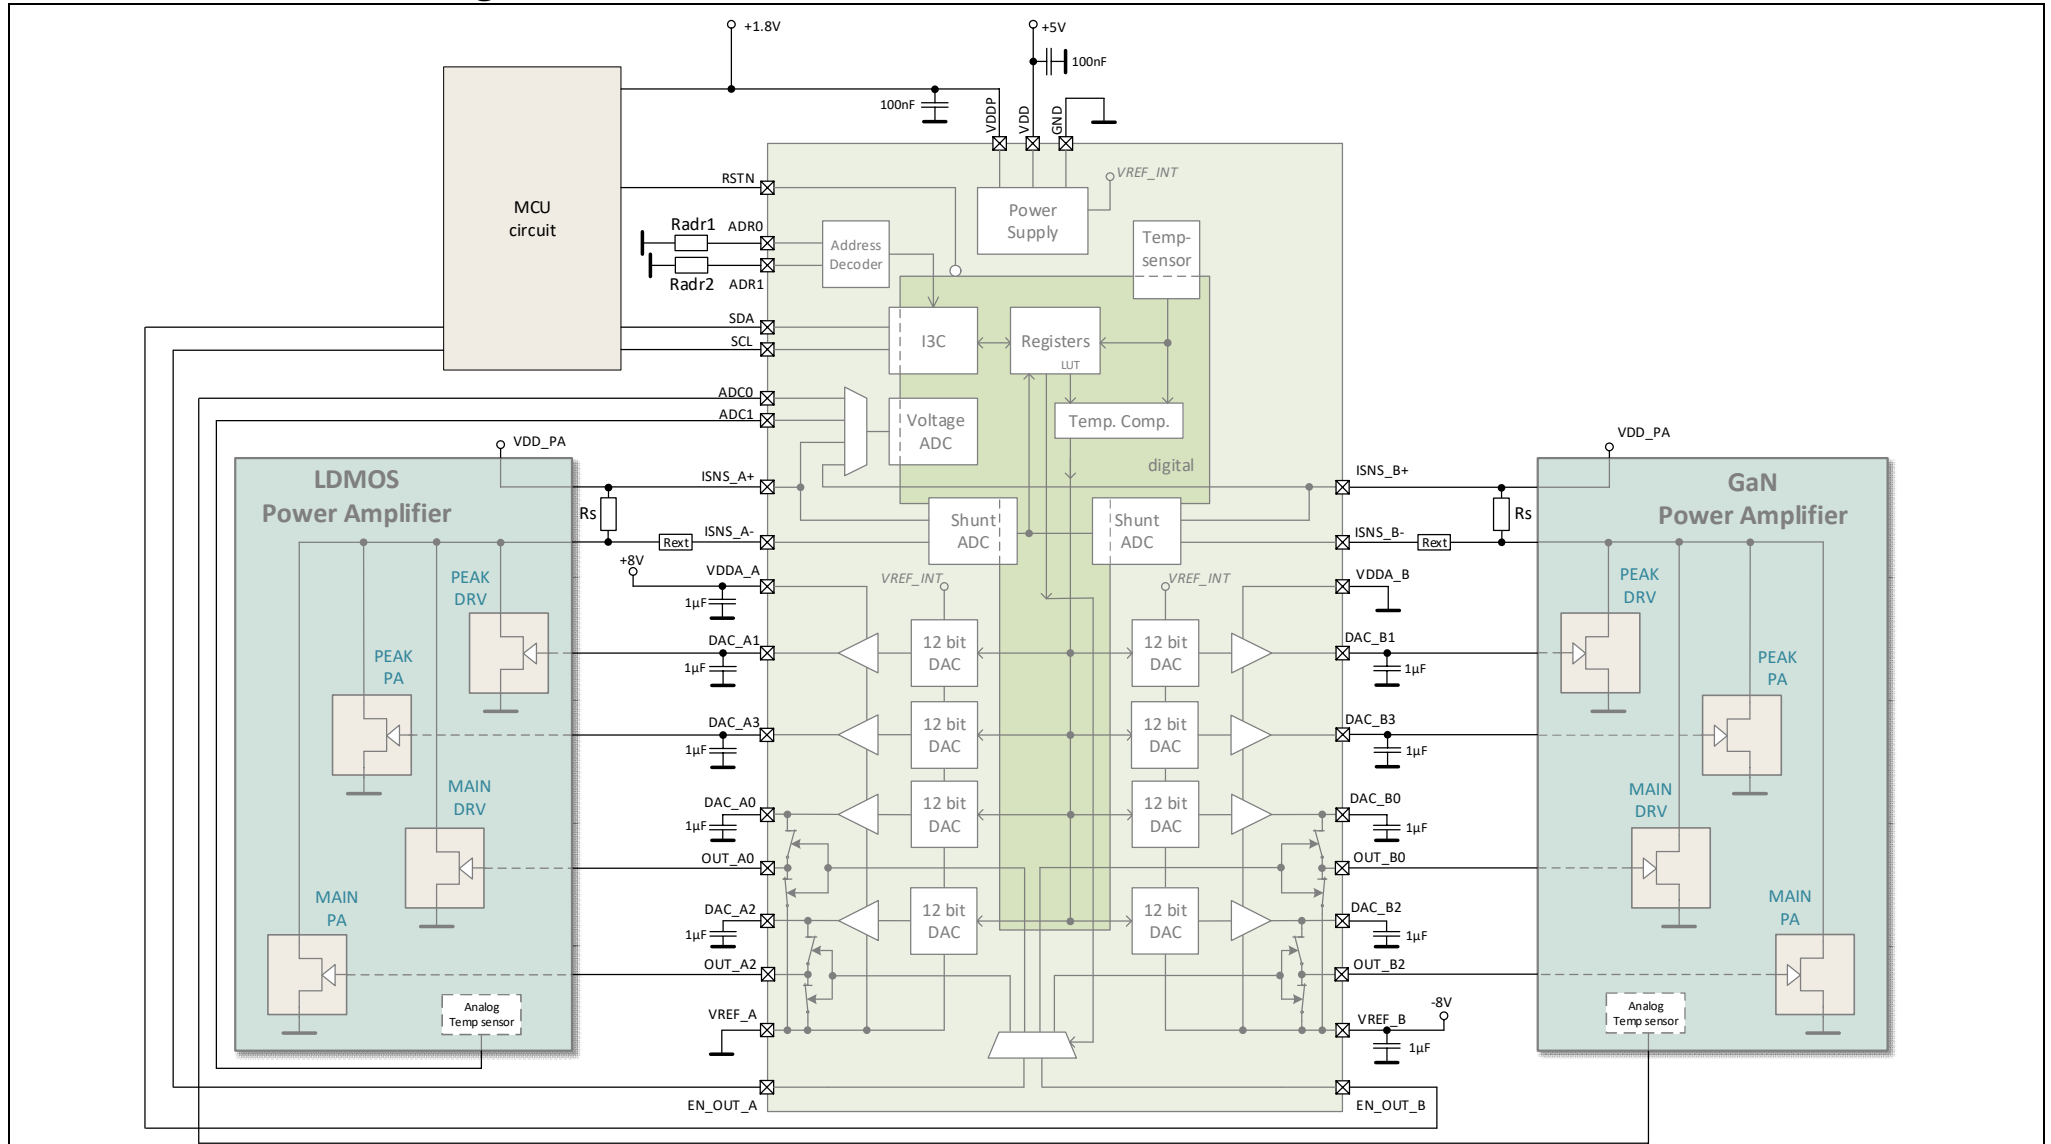 +1.8V
+5V
100nF
100nF
VDDP
VDD
GND
MCU
circuit
RSTN
VREF_INT
Power
Supply
Radr1
ADR0
Address
Decoder
Temp-
sensor
Radr2
ADR1
SDA
I3C
Registers
LUT
SCL
ADC0
ADC1
Voltage
ADC
Temp. Comp.
digital
VDD_PA
VDD_PA
LDMOS
Power Amplifier
ISNS_A+
ISNS_B+
GaN
Power Amplifier
Rs
Shunt
ADC
Shunt
ADC
Rs
ISNS_A-
Rext
ISNS_B-
Rext
+8V
VDDA_A
VREF_INT
VREF_INT
VDDA_B
1µF
PEAK
DRV
PEAK
DRV
DAC_A1
1µF
12 bit
DAC
12 bit
DAC
DAC_B1
1µF
PEAK
PA
PEAK
PA
DAC_A3
1µF
12 bit
DAC
12 bit
DAC
DAC_B3
1µF
MAIN
DRV
MAIN
DRV
DAC_A0
1µF
12 bit
DAC
12 bit
DAC
DAC_B0
1µF
OUT_A0
OUT_B0
MAIN
PA
MAIN
PA
DAC_A2
1µF
12 bit
DAC
12 bit
DAC
DAC_B2
1µF
OUT_A2
OUT_B2
Analog
Temp sensor
Analog
Temp sensor
VREF_A
-8V
VREF_B
1µF
EN_OUT_A
EN_OUT_B